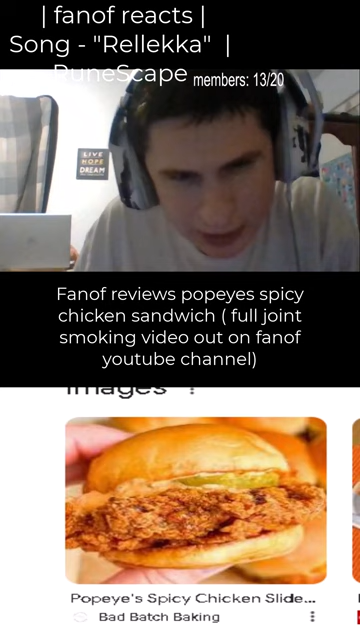 | fanof reacts |
Song - "Rellekka" |
RuneScape members: 13/20
LIVE
HOPE
DREAM
Fanof reviews popeyes spicy
chicken sandwich ( full joint
smoking video out on fanof
youtube channel)
Images
Popeye's Spicy Chicken Slide...
Bad Batch Baking